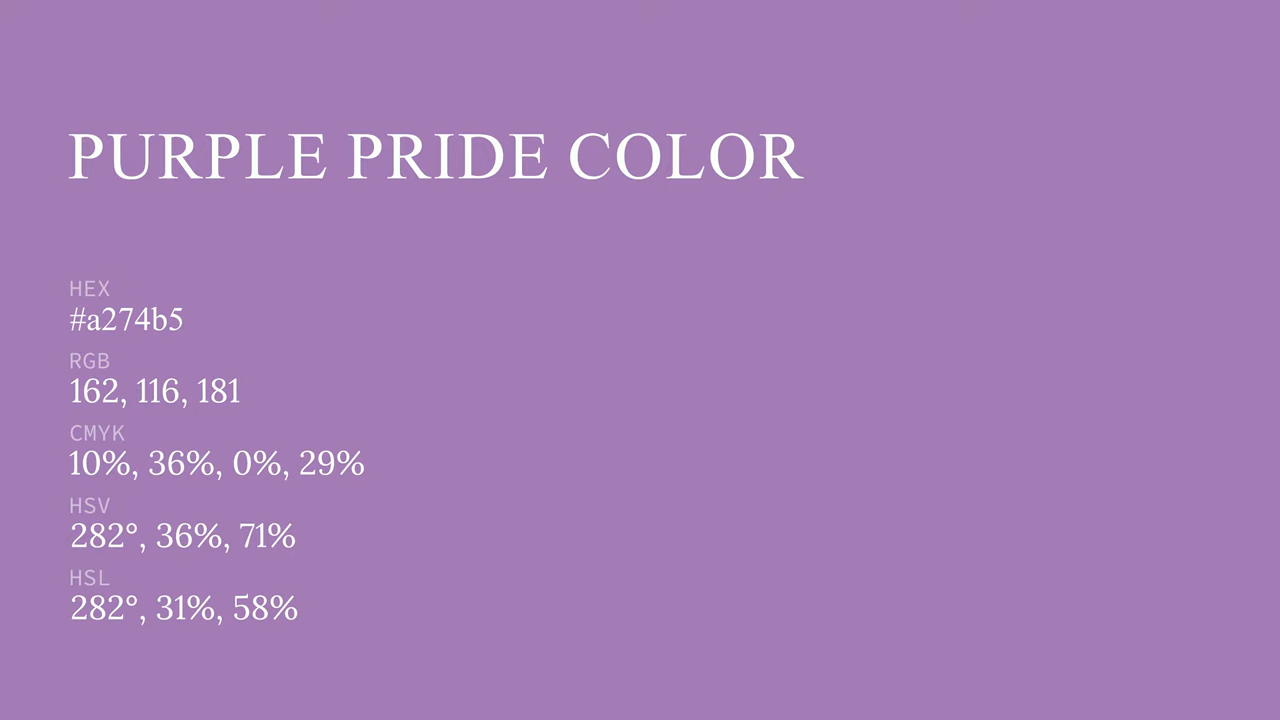 PURPLE PRIDE COLOR
HEX
#a274b5
RGB
162, 116, 181
CMYK
10%, 36%, 0%, 29%
HSV
282°, 36%, 71%
HSL
282°, 31%, 58%